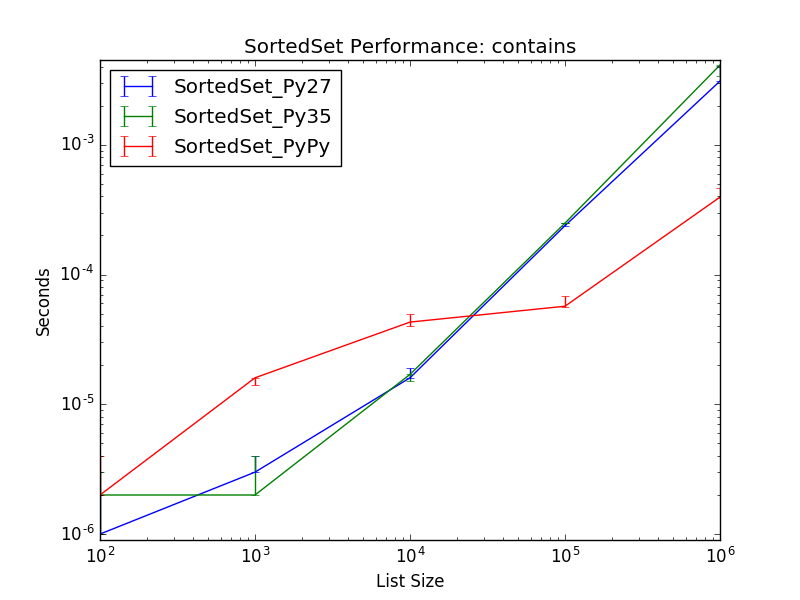 SortedSet Performance: contains
SortedSet_Py27
SortedSet_Py35
SortedSet_PyPy
10^-3
10^-4
10^-5
10^-6
Seconds
10^2 10^3 10^4 10^5 10^6
List Size